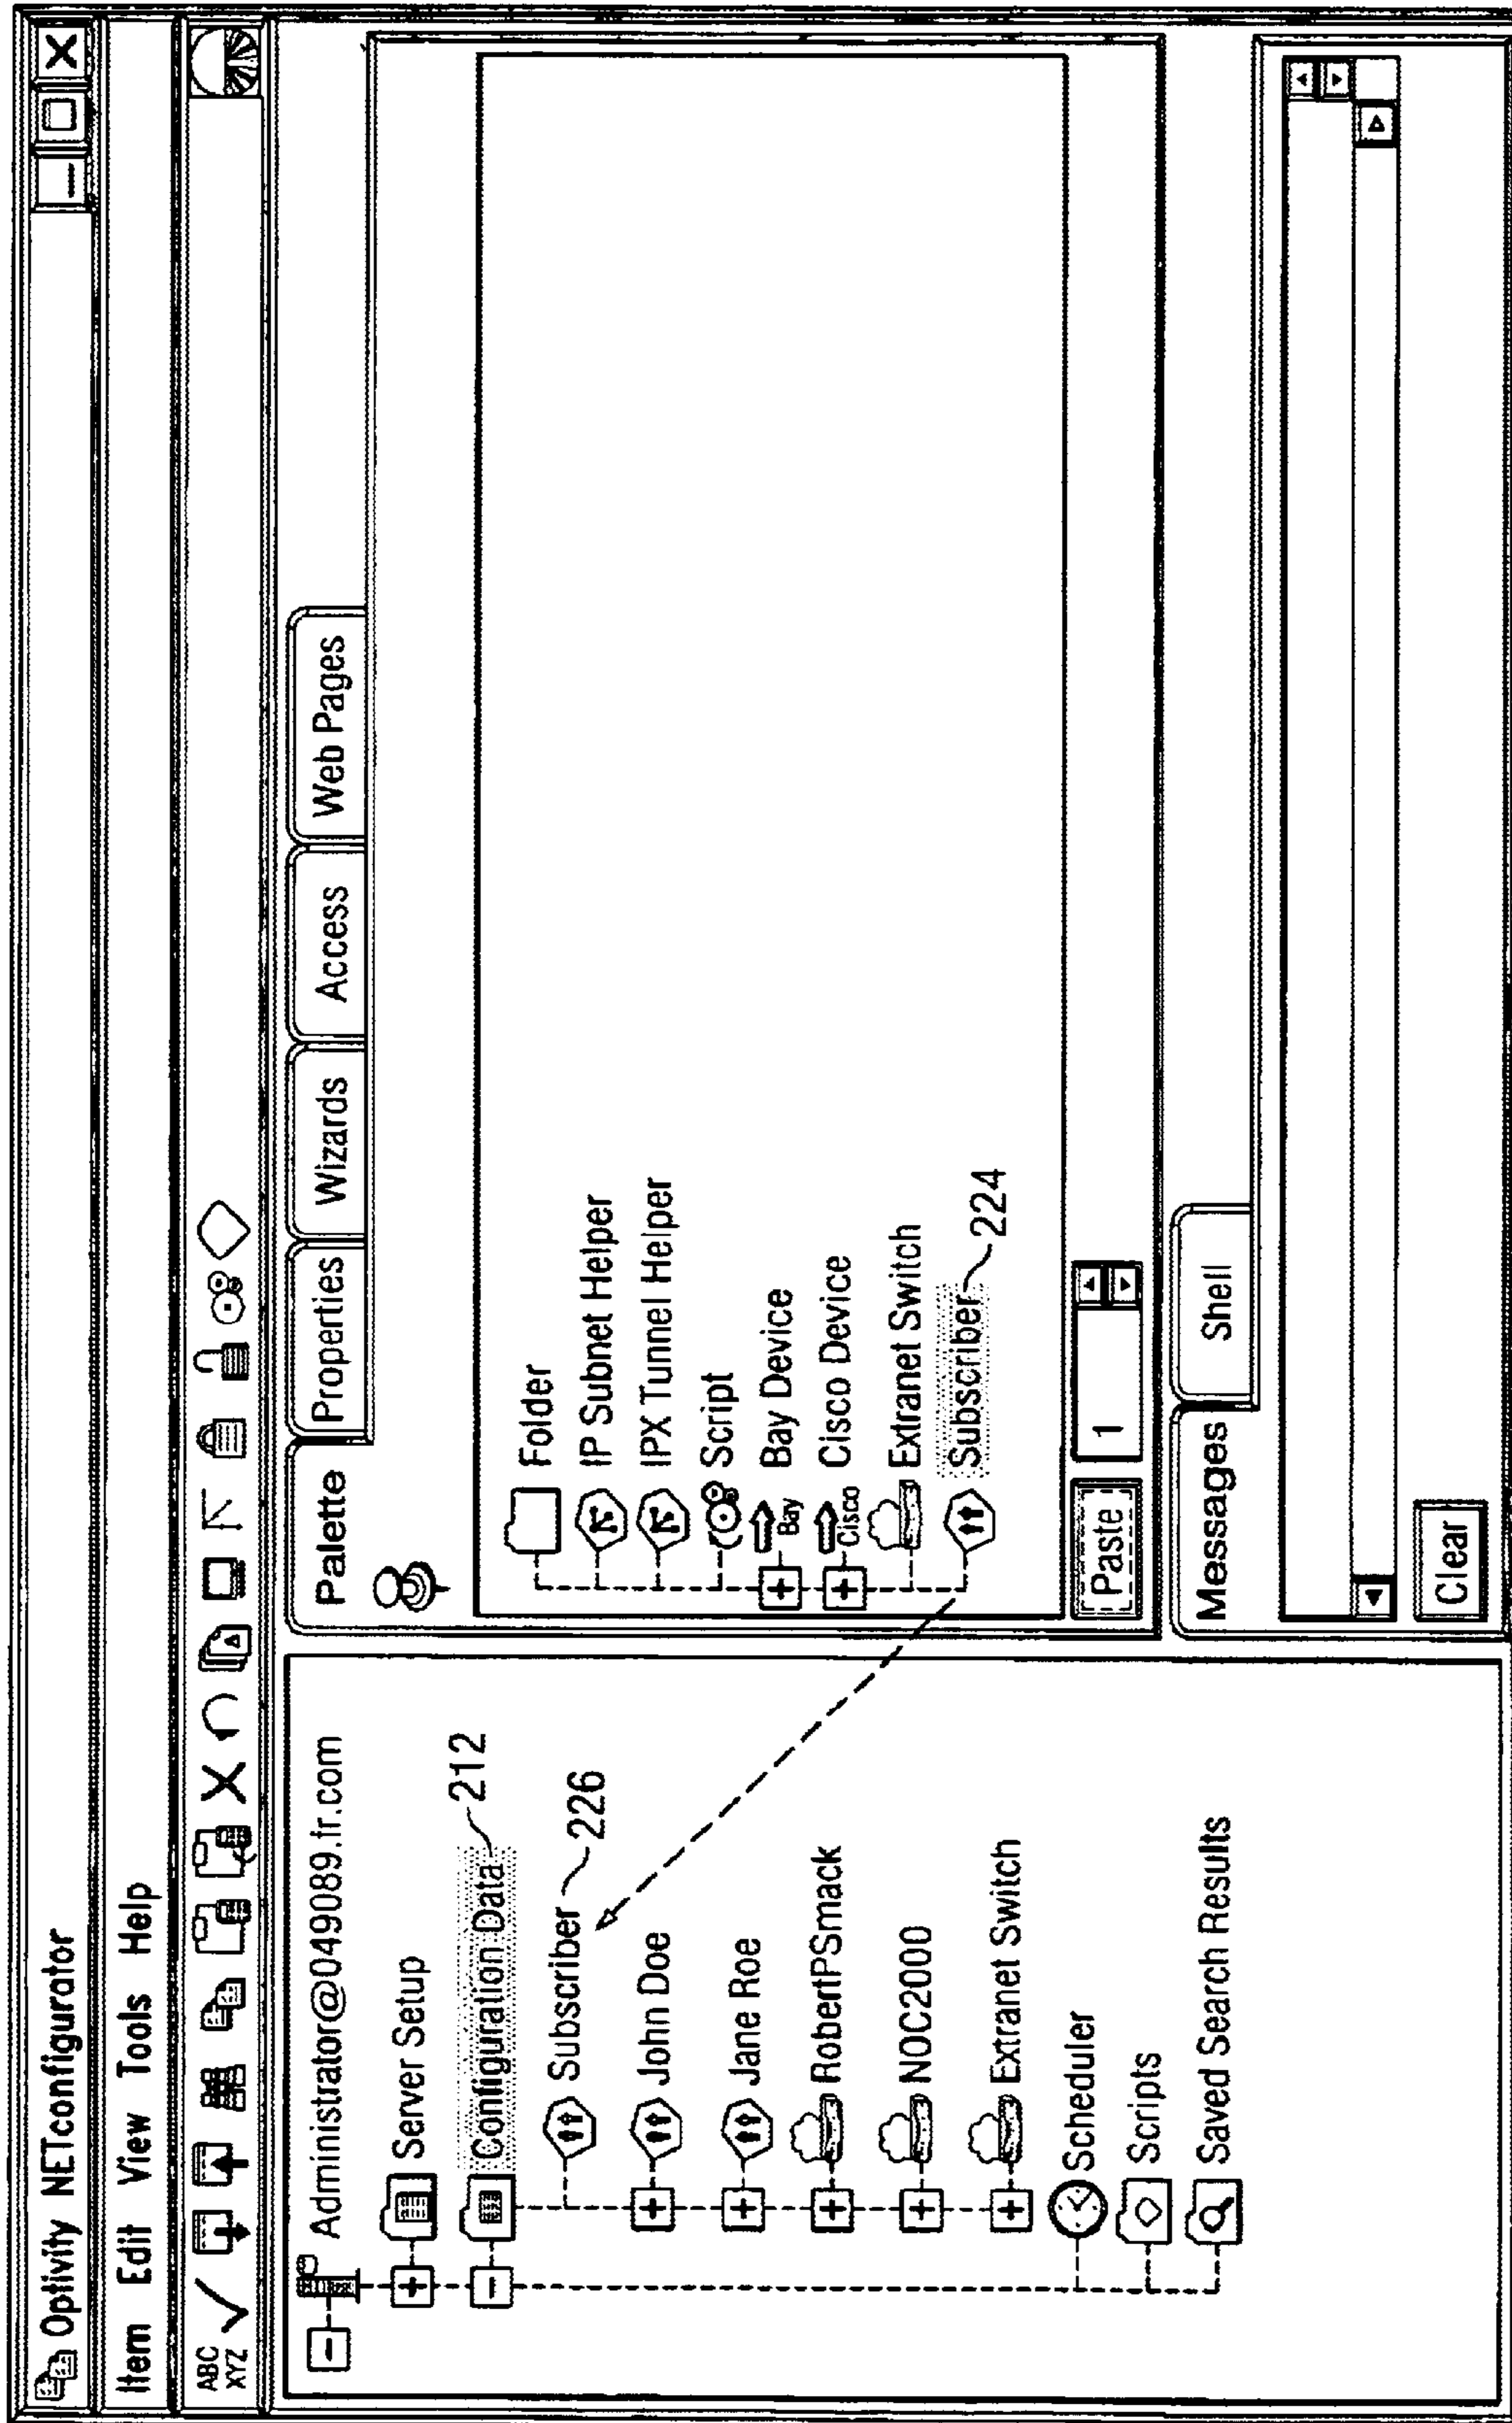 Optivity NETconfigurator
Item Edit View Tools Help
ABC
XYZ
Administrator@049089.ir.com
Server Setup
Configuration Data 212
Subscriber 226
John Doe
Jane Roe
RobertPSmack
NOC2000
Extranet Switch
Scheduler
Scripts
Saved Search Results
Palette Properties Wizards Access Web Pages
Folder
IP Subnet Helper
IPX Tunnel Helper
Script
Bay Bay Device
Cisco Cisco Device
Extranet Switch
Subscriber 224
Paste 1
Messages Shell
Clear